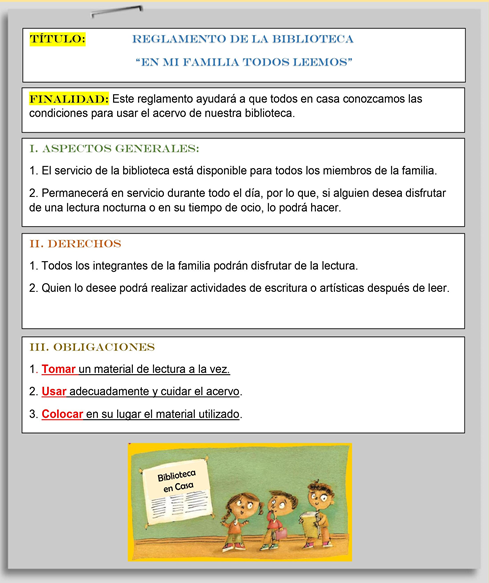 TÍTULO: REGLAMENTO DE LA BIBLIOTECA
“EN MI FAMILIA TODOS LEEMOS”
FINALIDAD: Este reglamento ayudará a que todos en casa conozcamos las
condiciones para usar el acervo de nuestra biblioteca.
I. ASPECTOS GENERALES:
1. El servicio de la biblioteca está disponible para todos los miembros de la familia.
2. Permanecerá en servicio durante todo el día, por lo que, si alguien desea disfrutar
de una lectura nocturna o en su tiempo de ocio, lo podrá hacer.
II. DERECHOS
1. Todos los integrantes de la familia podrán disfrutar de la lectura.
2. Quien lo desee podrá realizar actividades de escritura o artísticas después de leer.
III. OBLIGACIONES
1. Tomar un material de lectura a la vez.
2. Usar adecuadamente y cuidar el acervo.
3. Colocar en su lugar el material utilizado.
Biblioteca
en Casa